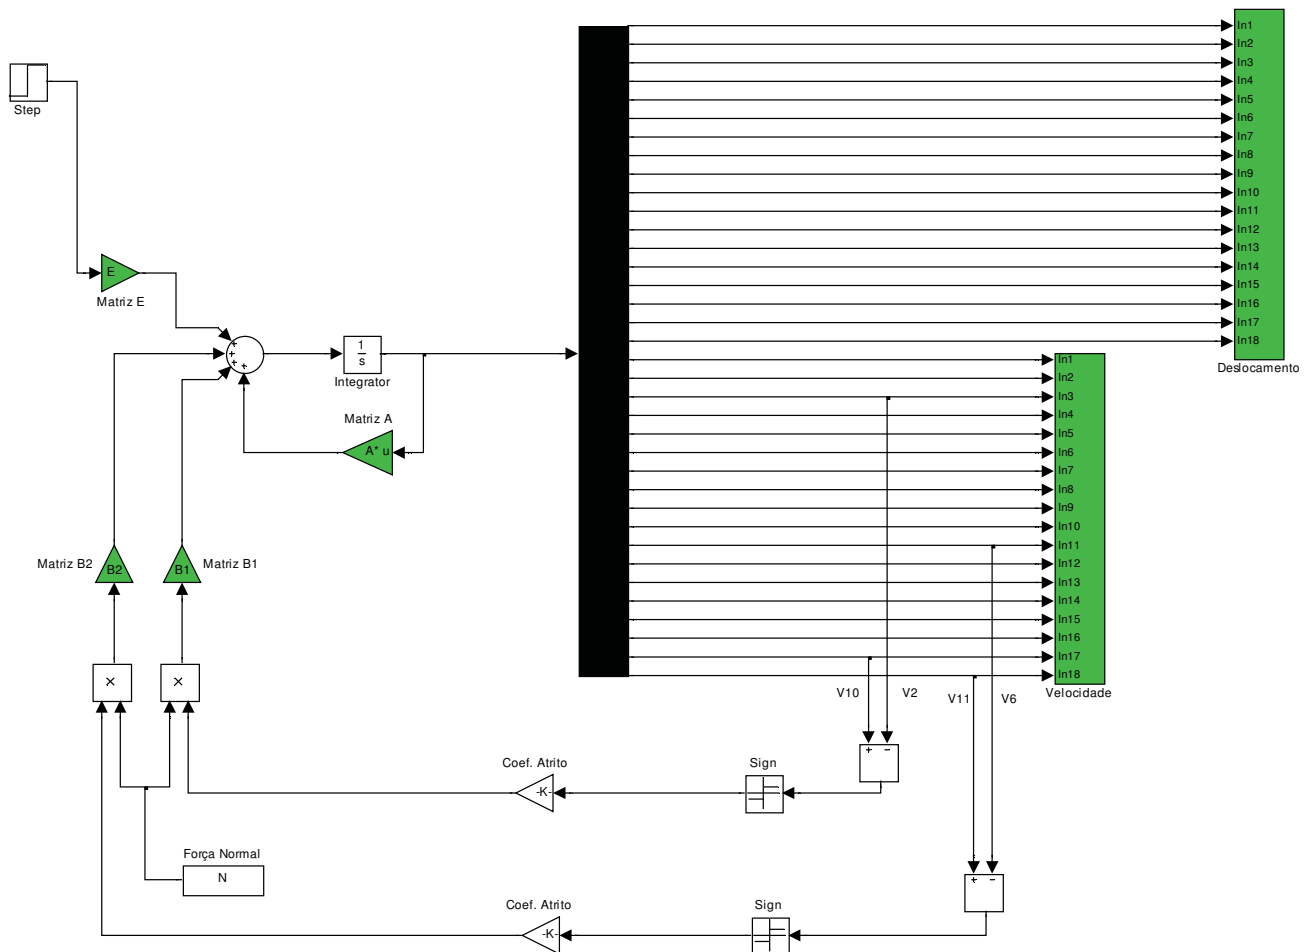 In1
In2
In3
In4
In5
In6
In7
In8
In9
In10
In11
In12
In13
In14
In15
In16
In17
In18
Deslocamento
Step
E
Matriz E
+
+
+
+
1
s
Integrator
Matriz A
A* u
In1
In2
In3
In4
In5
In6
In7
In8
In9
In10
In11
In12
In13
In14
In15
In16
In17
In18
Velocidade
Matriz B2
B2
B1
Matriz B1
×
×
V10
V2
V11
V6
+ −
Coef. Atrito
-K-
Sign
Força Normal
N
+ −
Coef. Atrito
-K-
Sign